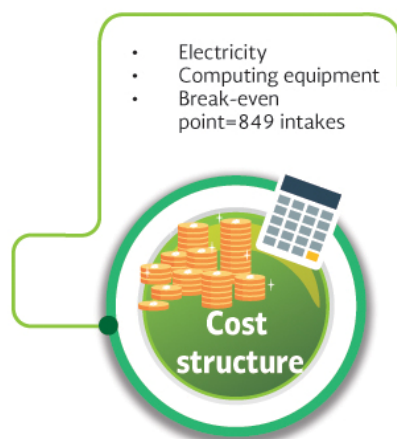 • Electricity
• Computing equipment
• Break-even
point=849 intakes
Cost
structure